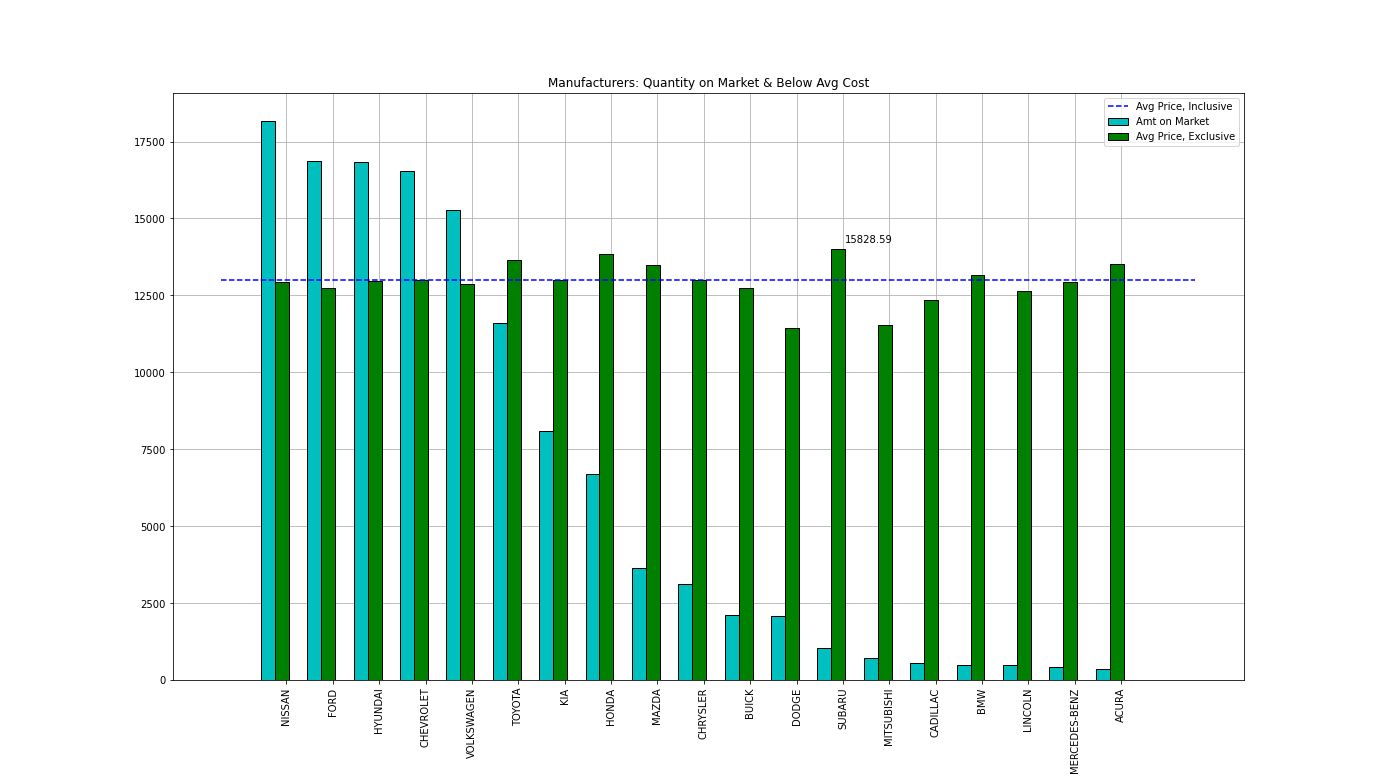 Manufacturers: Quantity on Market & Below Avg Cost
Avg Price, Inclusive
Amt on Market
Avg Price, Exclusive
17500
15000
12500
10000
7500
5000
2500
0
15828.59
NISSAN
FORD
HYUNDAI
CHEVROLET
VOLKSWAGEN
TOYOTA
KIA
HONDA
MAZDA
CHRYSLER
BUICK
DODGE
SUBARU
MITSUBISHI
CADILLAC
BMW
LINCOLN
MERCEDES-BENZ
ACURA